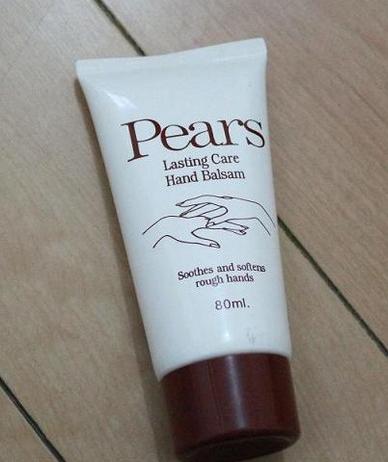 Pears
Lasting Care
Hand Balsam
Soothes and softens
rough hands
80ml.